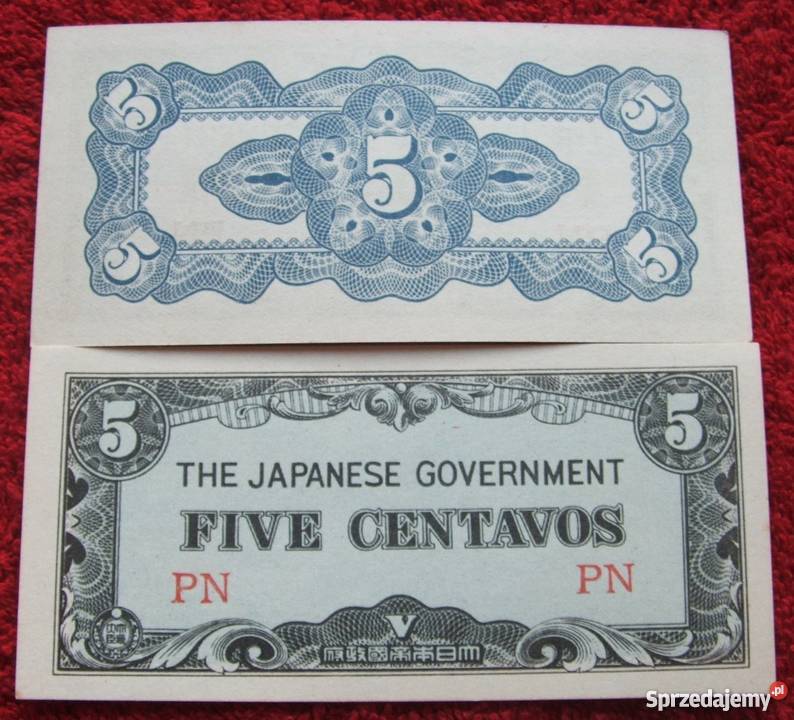 5 5
5
5 5
5 5
THE JAPANESE GOVERNMENT
FIVE CENTAVOS
PN PN
V
府政國帝本日大
Sprzedajemy.pl